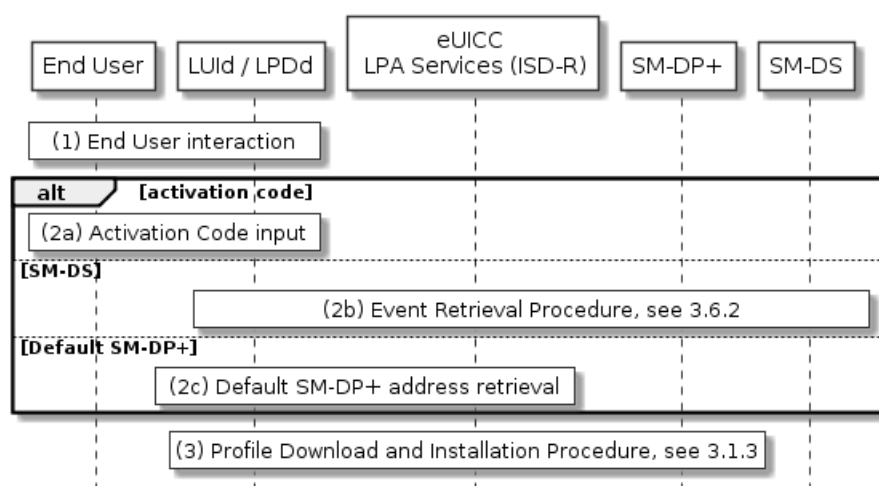 End User
LUId / LPDd
eUICC
LPA Services (ISD-R)
SM-DP+
SM-DS
(1) End User interaction
alt
[activation code]
(2a) Activation Code input
[SM-DS]
(2b) Event Retrieval Procedure, see 3.6.2
[Default SM-DP+]
(2c) Default SM-DP+ address retrieval
(3) Profile Download and Installation Procedure, see 3.1.3